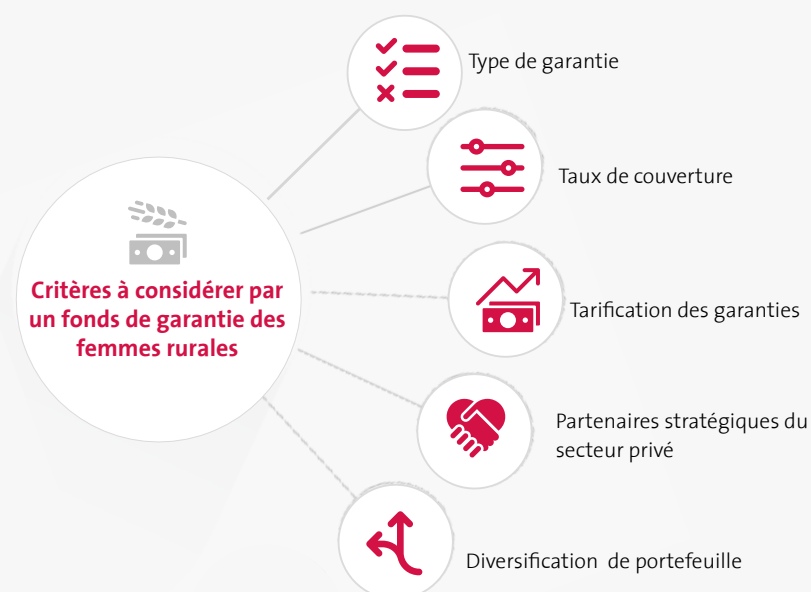 Critères à considérer par
un fonds de garantie des
femmes rurales
Type de garantie
Taux de couverture
Tarification des garanties
Partenaires stratégiques du
secteur privé
Diversification de portefeuille